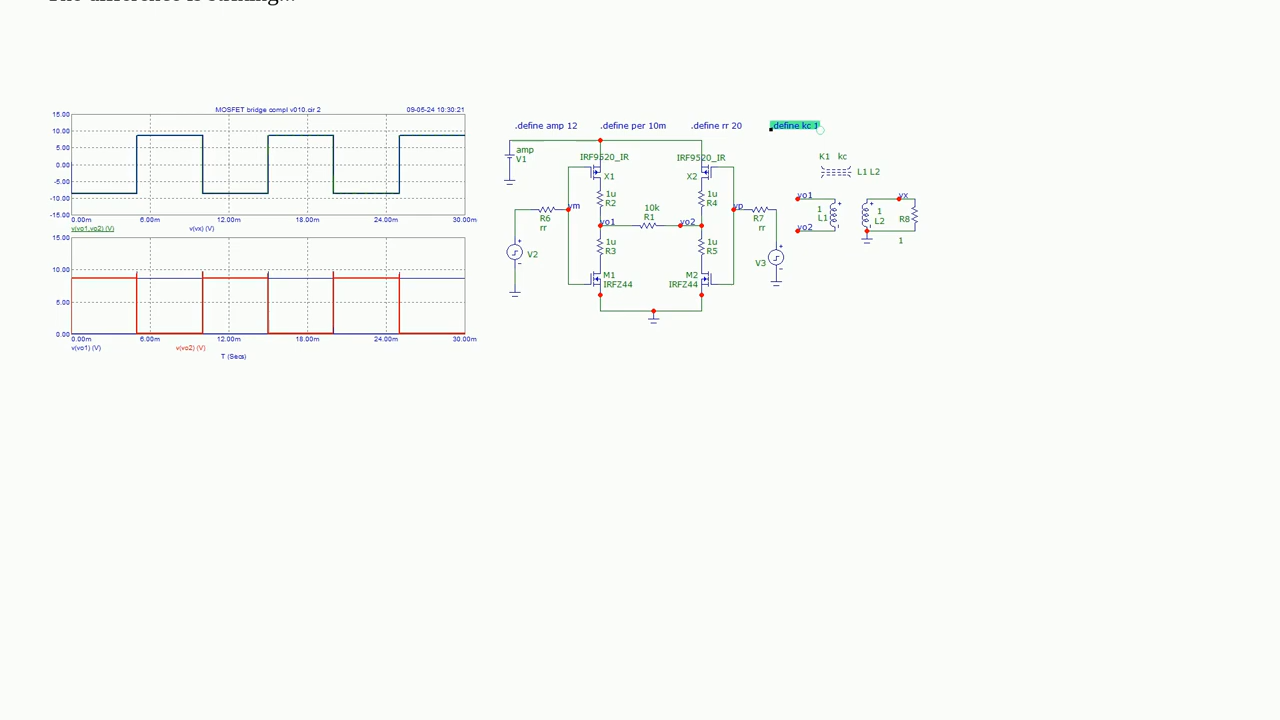 MOSFET bridge compl v010.cir 2
09-05-24 10:30:21
15.00
10.00
5.00
0.00
-5.00
-10.00
-15.00
0.00m 6.00m 12.00m 18.00m 24.00m 30.00m
v(vo1,vo2) (V) v(vx) (V)
15.00
10.00
5.00
0.00
0.00m 6.00m 12.00m 18.00m 24.00m 30.00m
v(vo1) (V) v(vo2) (V)
T (Secs)
.define amp 12 .define per 10m .define rr 20 .define kc 1
amp
V1
IRF9520_IR
X1
IRF9520_IR
X2
1u
R2
1u
R4
vm
R6
rr
vo1
10k
R1
vo2
vp
R7
rr
1u
R3
1u
R5
V2
V3
M1
IRFZ44
M2
IRFZ44
K1 kc
L1 L2
vo1
vo2
1
L1
1
L2
vx
R8
1